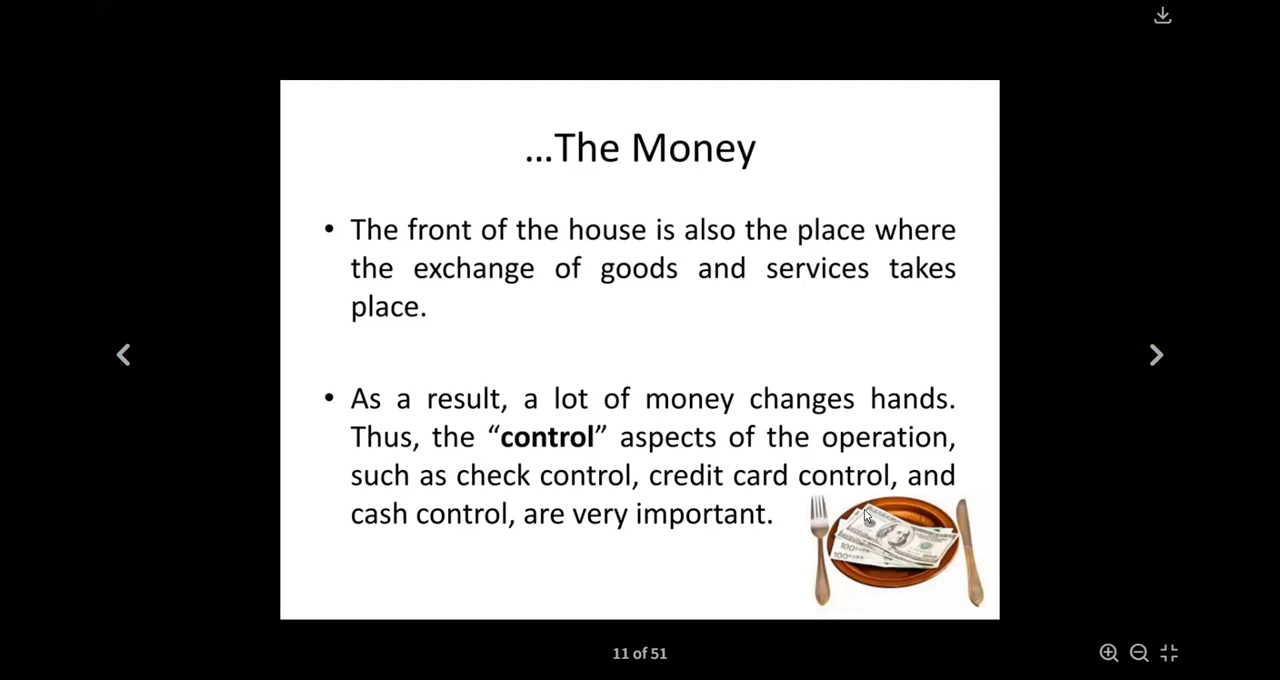 ...The Money
• The front of the house is also the place where
the exchange of goods and services takes
place.
• As a result, a lot of money changes hands.
Thus, the “control” aspects of the operation,
such as check control, credit card control, and
cash control, are very important.
100
100
11 of 51